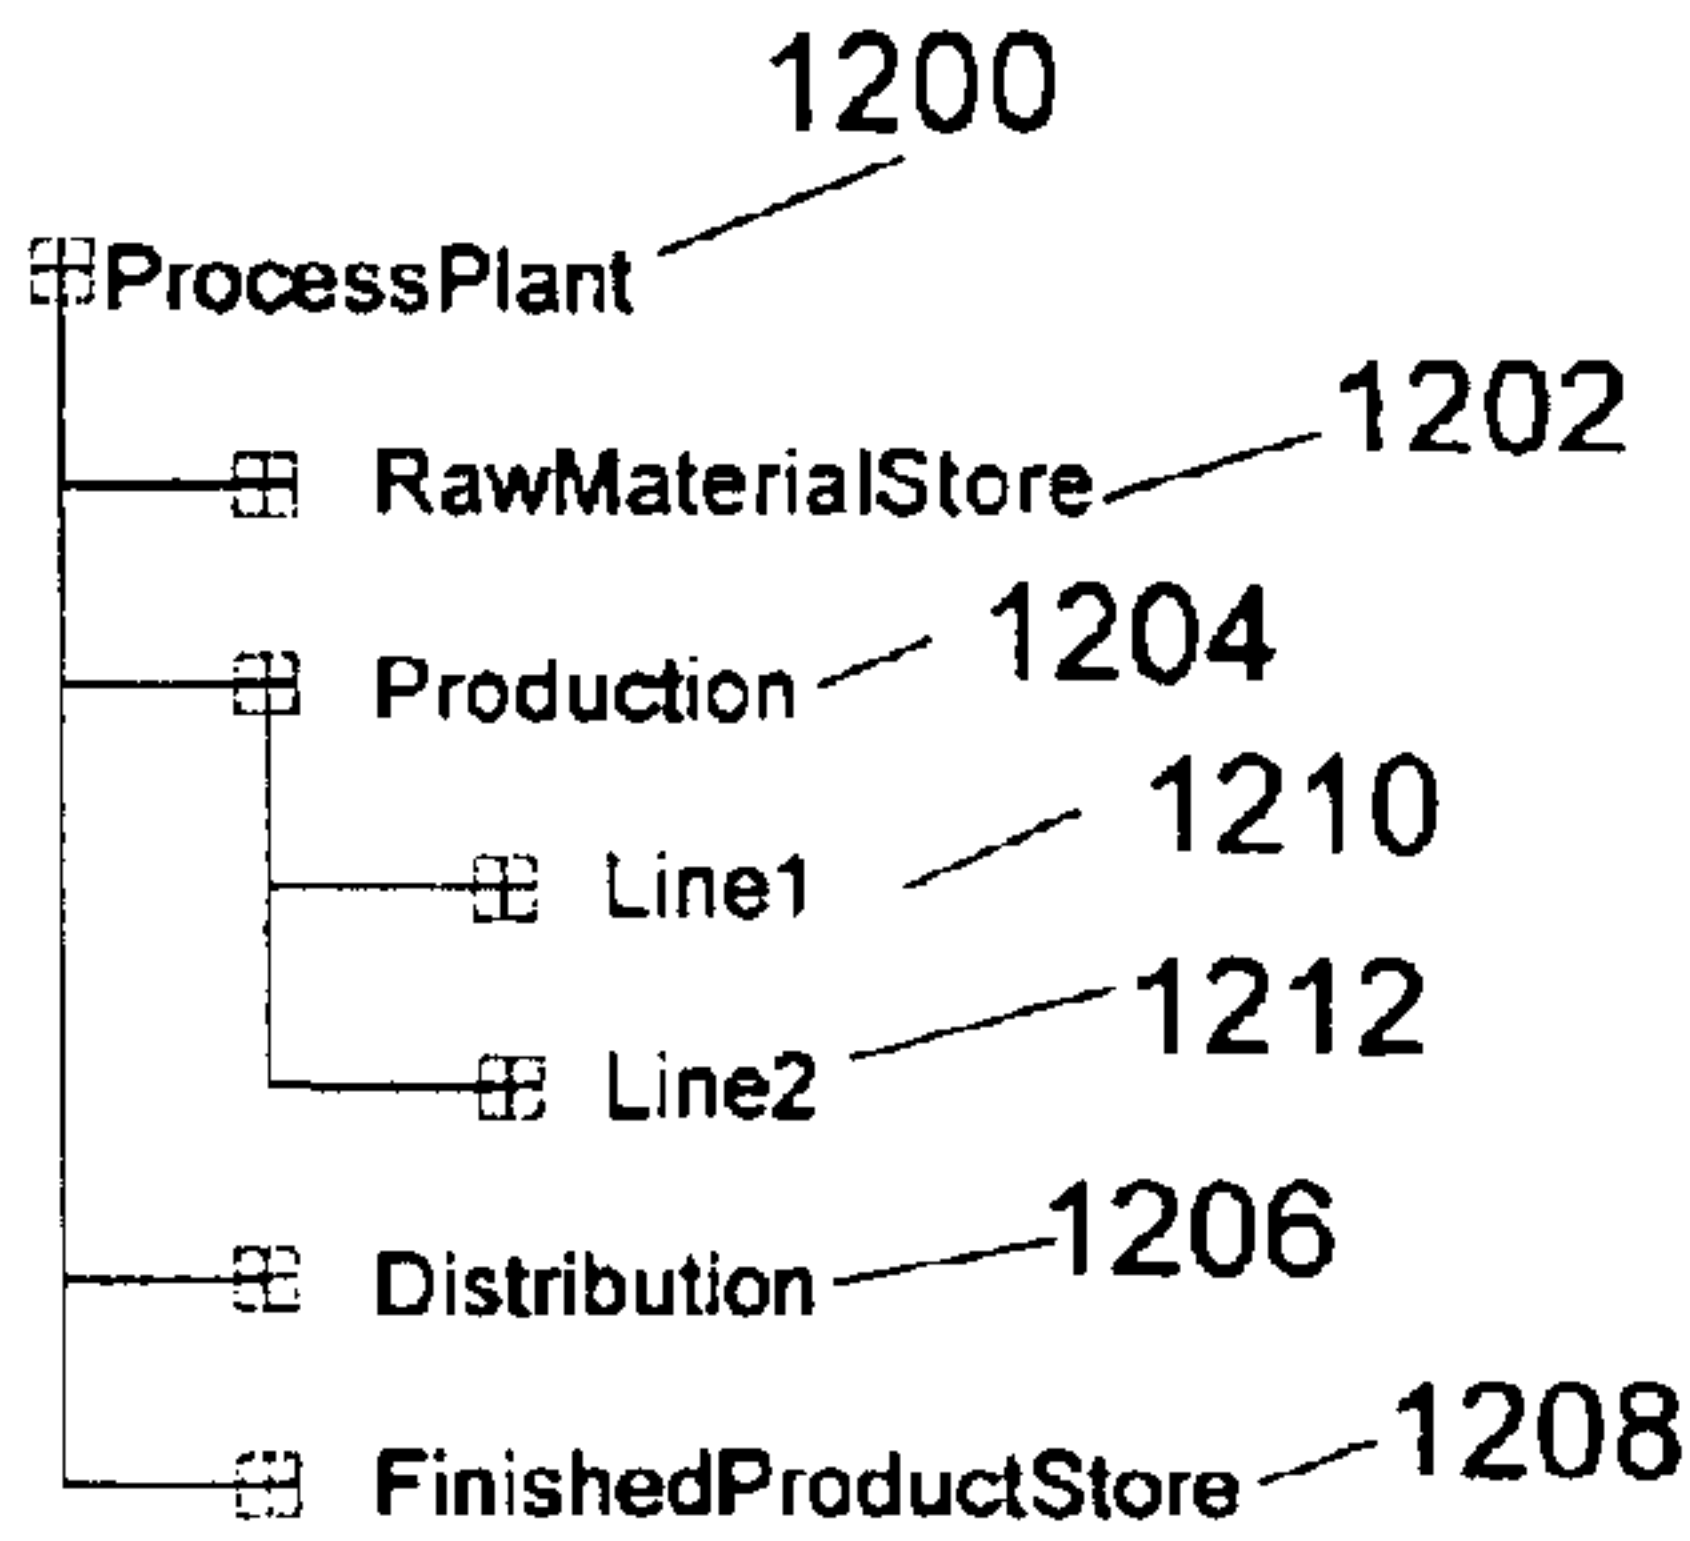 1200
ProcessPlant
1202
RawMaterialStore
1204
Production
1210
Line1
1212
Line2
1206
Distribution
1208
FinishedProductStore